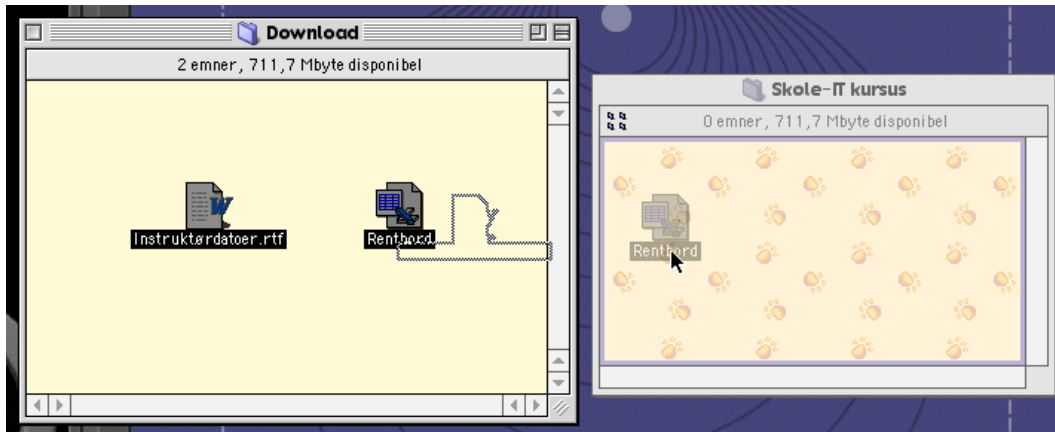 Download
2 emner, 711,7 Mbyte disponibel
Instruktørdatoer.rtf
Rentbord
Skole-IT kursus
0 emner, 711,7 Mbyte disponibel
Rentbord